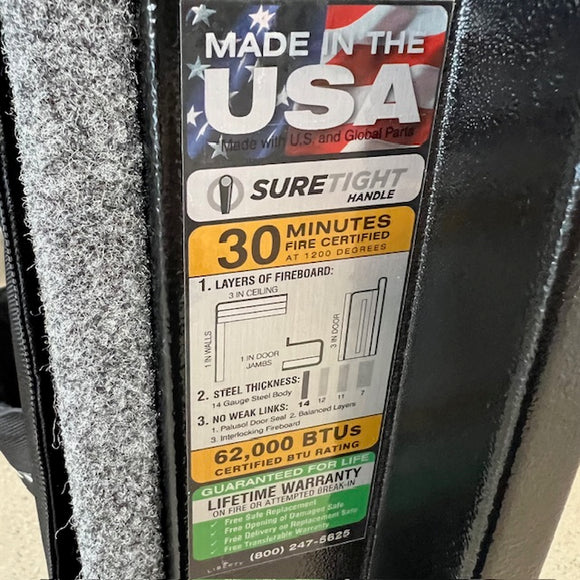 MADE IN THE
USA
Made with U.S. and Global Parts
SURETIGHT
HANDLE
30 MINUTES
FIRE CERTIFIED
AT 1200 DEGREES
1. LAYERS OF FIREBOARD:
3 IN CEILING
1 IN WALLS
1 IN DOOR
JAMBS
3 IN DOOR
2. STEEL THICKNESS:
14 Gauge Steel Body
14 12 11 7
3. NO WEAK LINKS:
1. Palusol Door Seal 2. Balanced Layers
3. Interlocking Fireboard
62,000 BTUs
CERTIFIED BTU RATING
GUARANTEED FOR LIFE
LIFETIME WARRANTY
ON FIRE OR ATTEMPTED BREAK-IN
Free Safe Replacement
Free Opening of Damaged Safe
Free Delivery on Replacement Safe
Free Transferable Warranty
LIBERTY
(800) 247-5625